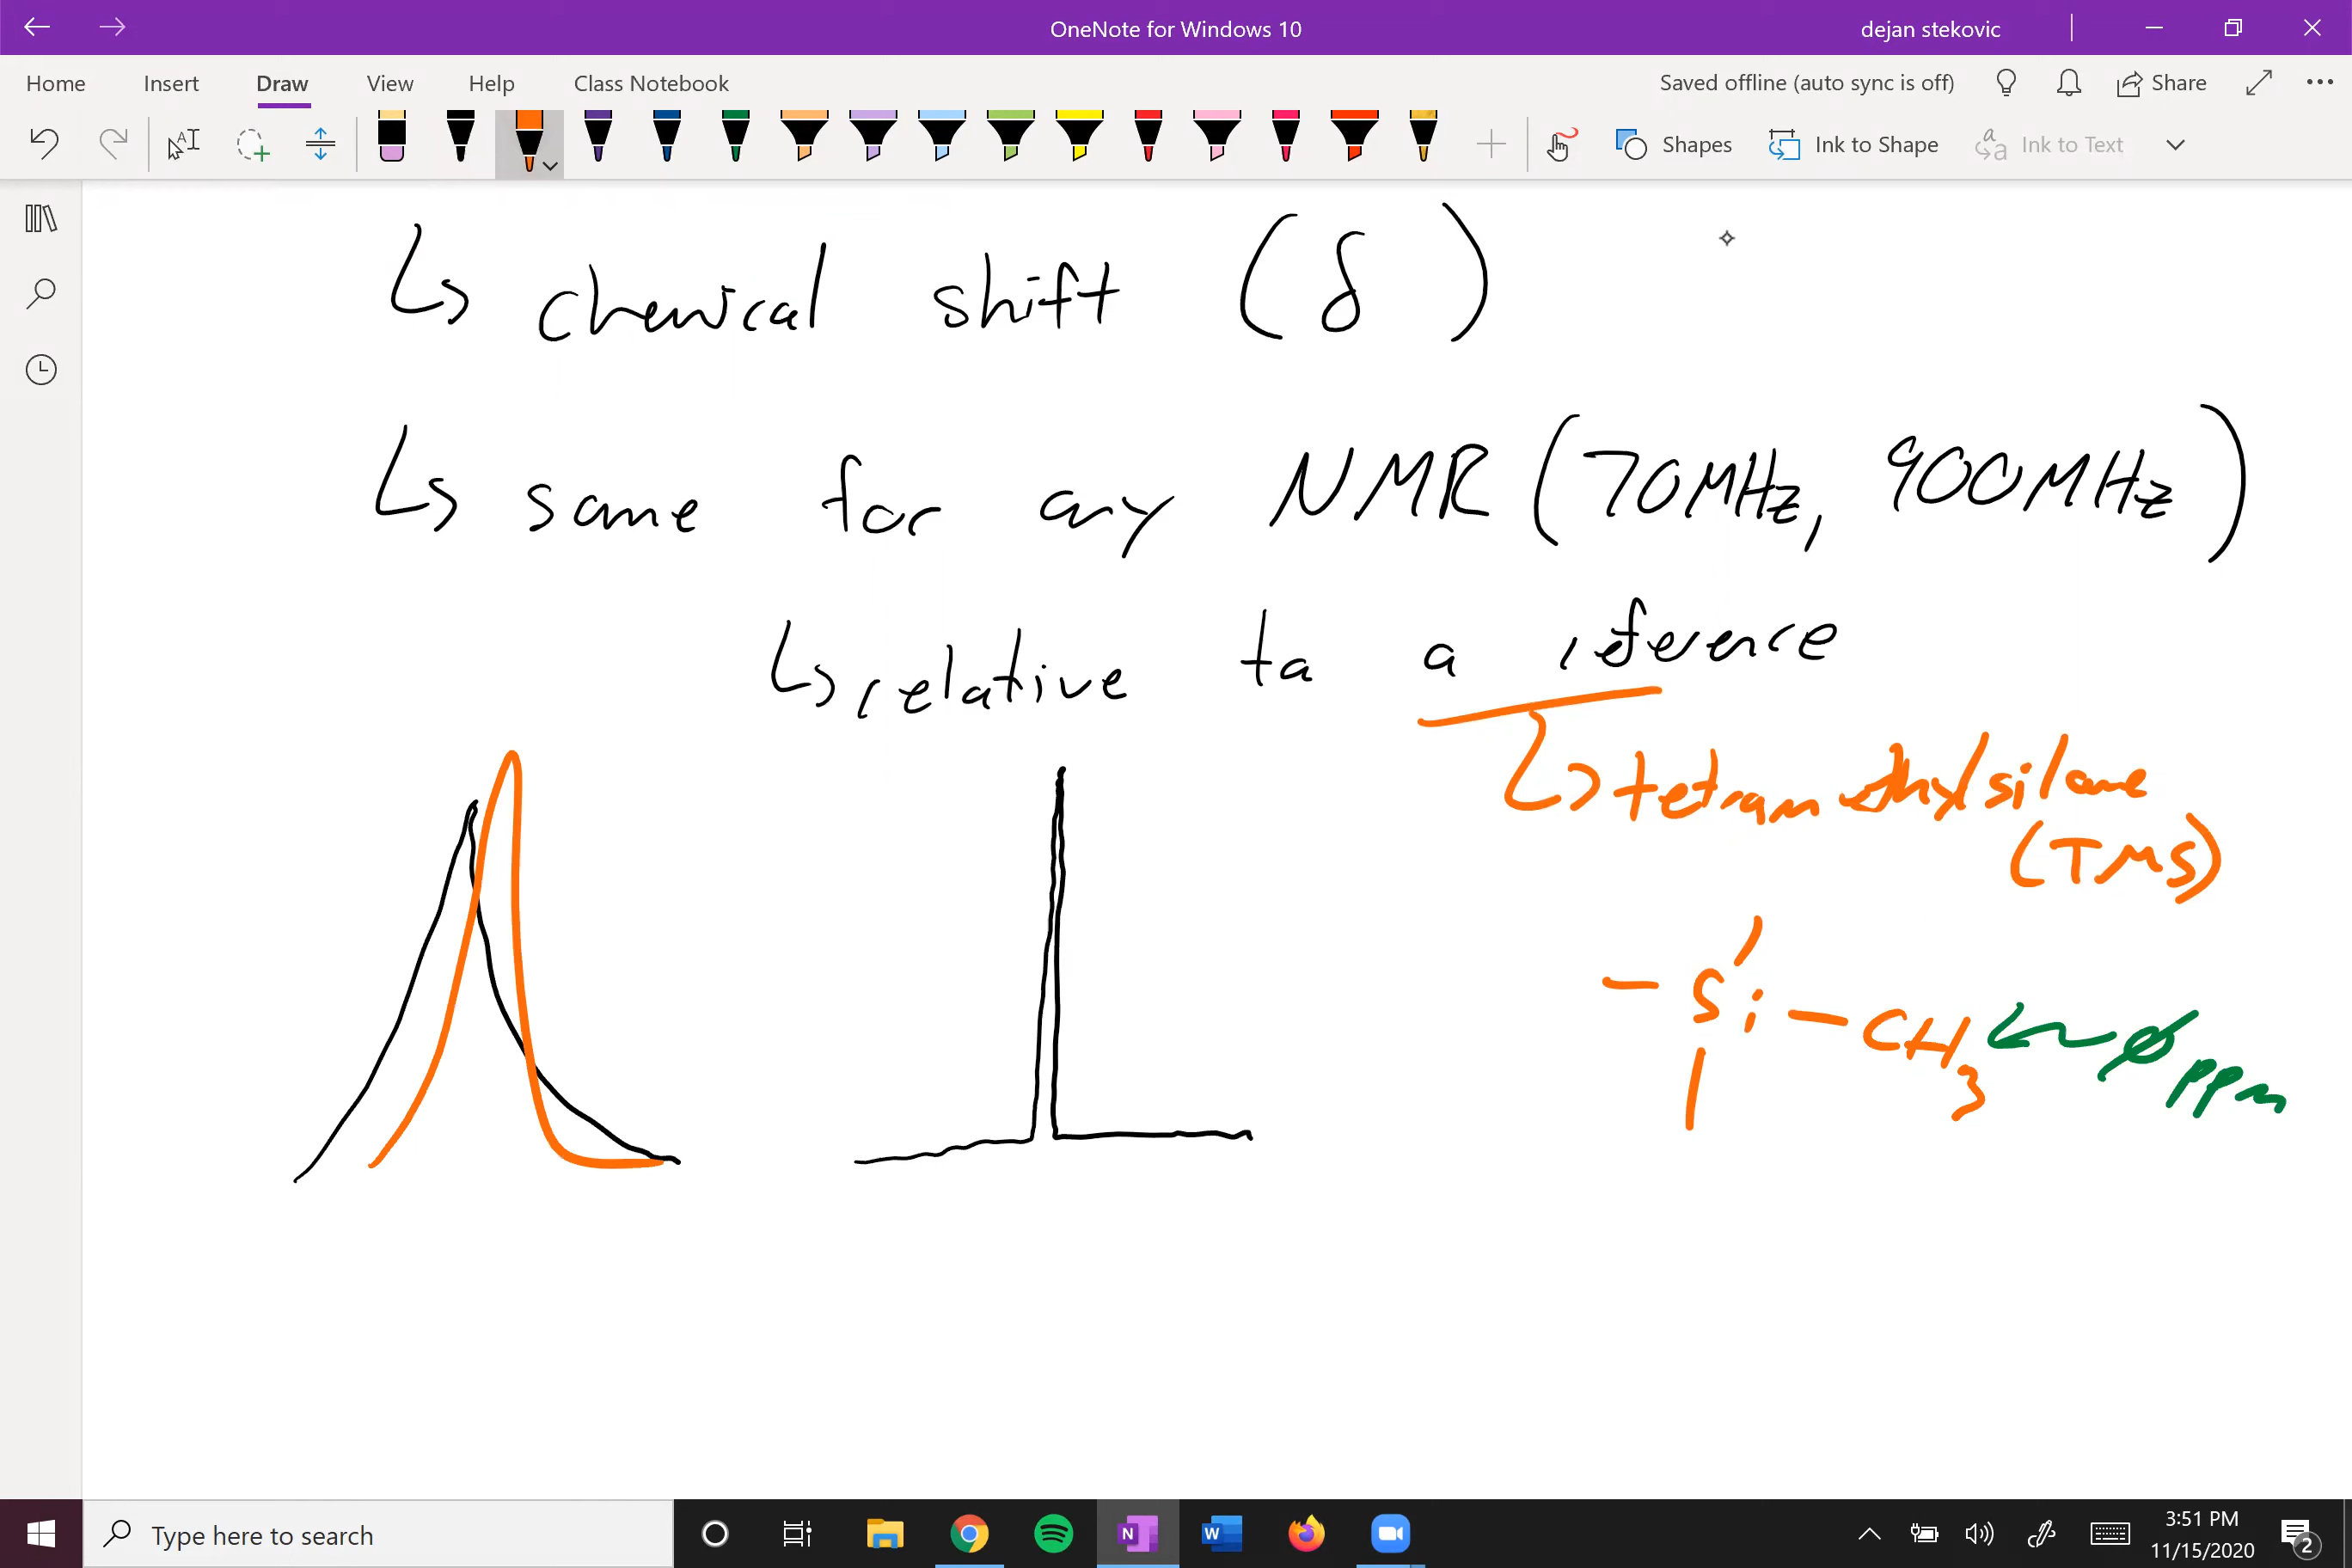 OneNote for Windows 10
dejan stekovic
Home Insert Draw View Help Class Notebook
Saved offline (auto sync is off) Share
Shapes Ink to Shape Ink to Text
↳ chemical shift (δ)
↳ same for any NMR (70MHz, 900MHz)
↳ relative to a reference
↳ tetramethylsilane
(TMS)
- Si - CH3 ← 0 ppm
Type here to search
3:51 PM
11/15/2020
2